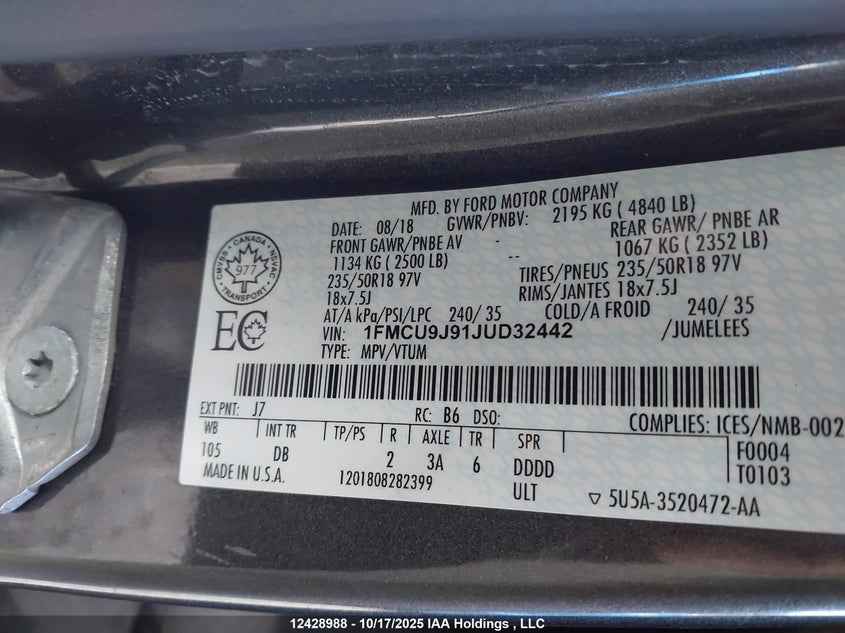 MFD. BY FORD MOTOR COMPANY
DATE: 08/18 GVWR/PNBV: 2195 KG ( 4840 LB)
FRONT GAWR/PNBE AV - REAR GAWR/ PNBE AR
1134 KG ( 2500 LB) -- 1067 KG ( 2352 LB)
235/50R18 97V TIRES/PNEUS 235/50R18 97V
18x7.5J RIMS/JANTES 18x7.5J
AT/A kPa/PSI/LPC 240/ 35 COLD/A FROID 240/ 35
VIN: 1FMCU9J91JUD32442 /JUMELEES
TYPE: MPV/VTUM
CANADA
CMVSS NSVAC
977
TRANSPORT
EC
EXT PNT: J7 RC: B6 DSO: COMPLIES: ICES/NMB-002
WB INT TR TP/PS R AXLE TR SPR F0004
105 DB 2 3A 6 DDDD T0103
MADE IN U.S.A. 1201808282399 ULT ▽ 5U5A-3520472-AA
12428988 - 10/17/2025 IAA Holdings , LLC